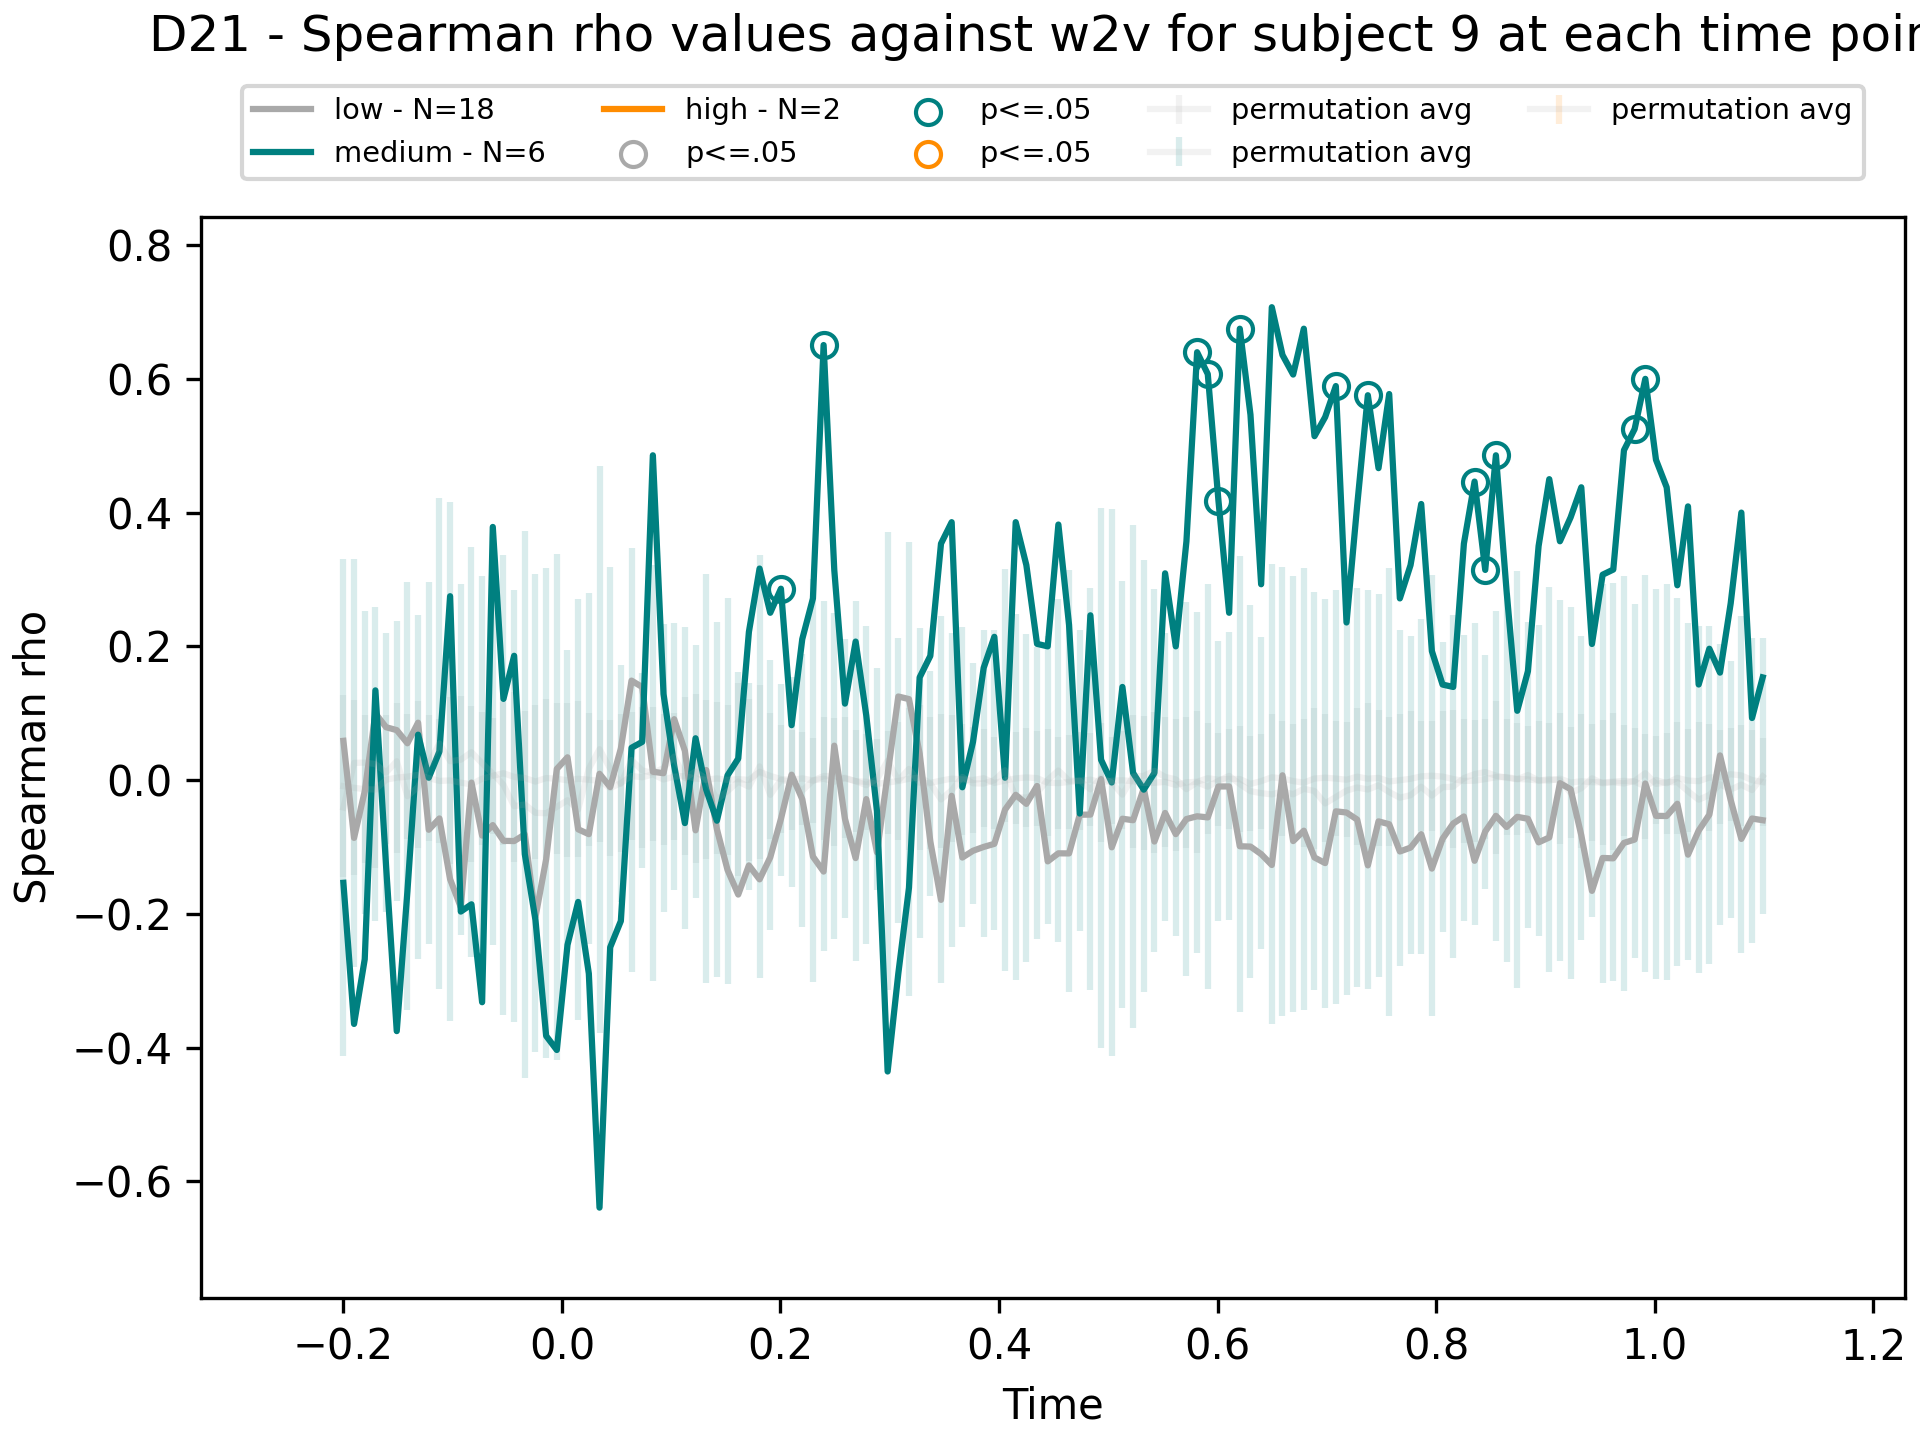 D21 - Spearman rho values against w2v for subject 9 at each time poin
low - N=18
medium - N=6
high - N=2
p<=.05
p<=.05
p<=.05
permutation avg
permutation avg
permutation avg
Spearman rho
0.8
0.6
0.4
0.2
0.0
−0.2
−0.4
−0.6
−0.2 0.0 0.2 0.4 0.6 0.8 1.0 1.2
Time